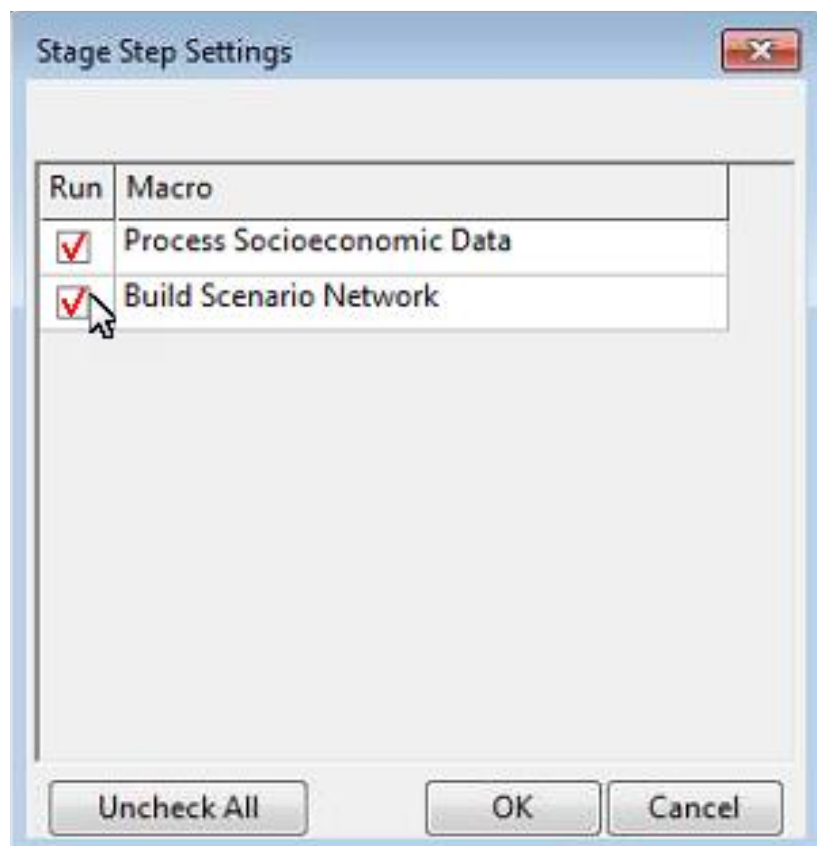 Stage Step Settings
Run Macro
Process Socioeconomic Data
Build Scenario Network
Uncheck All OK Cancel